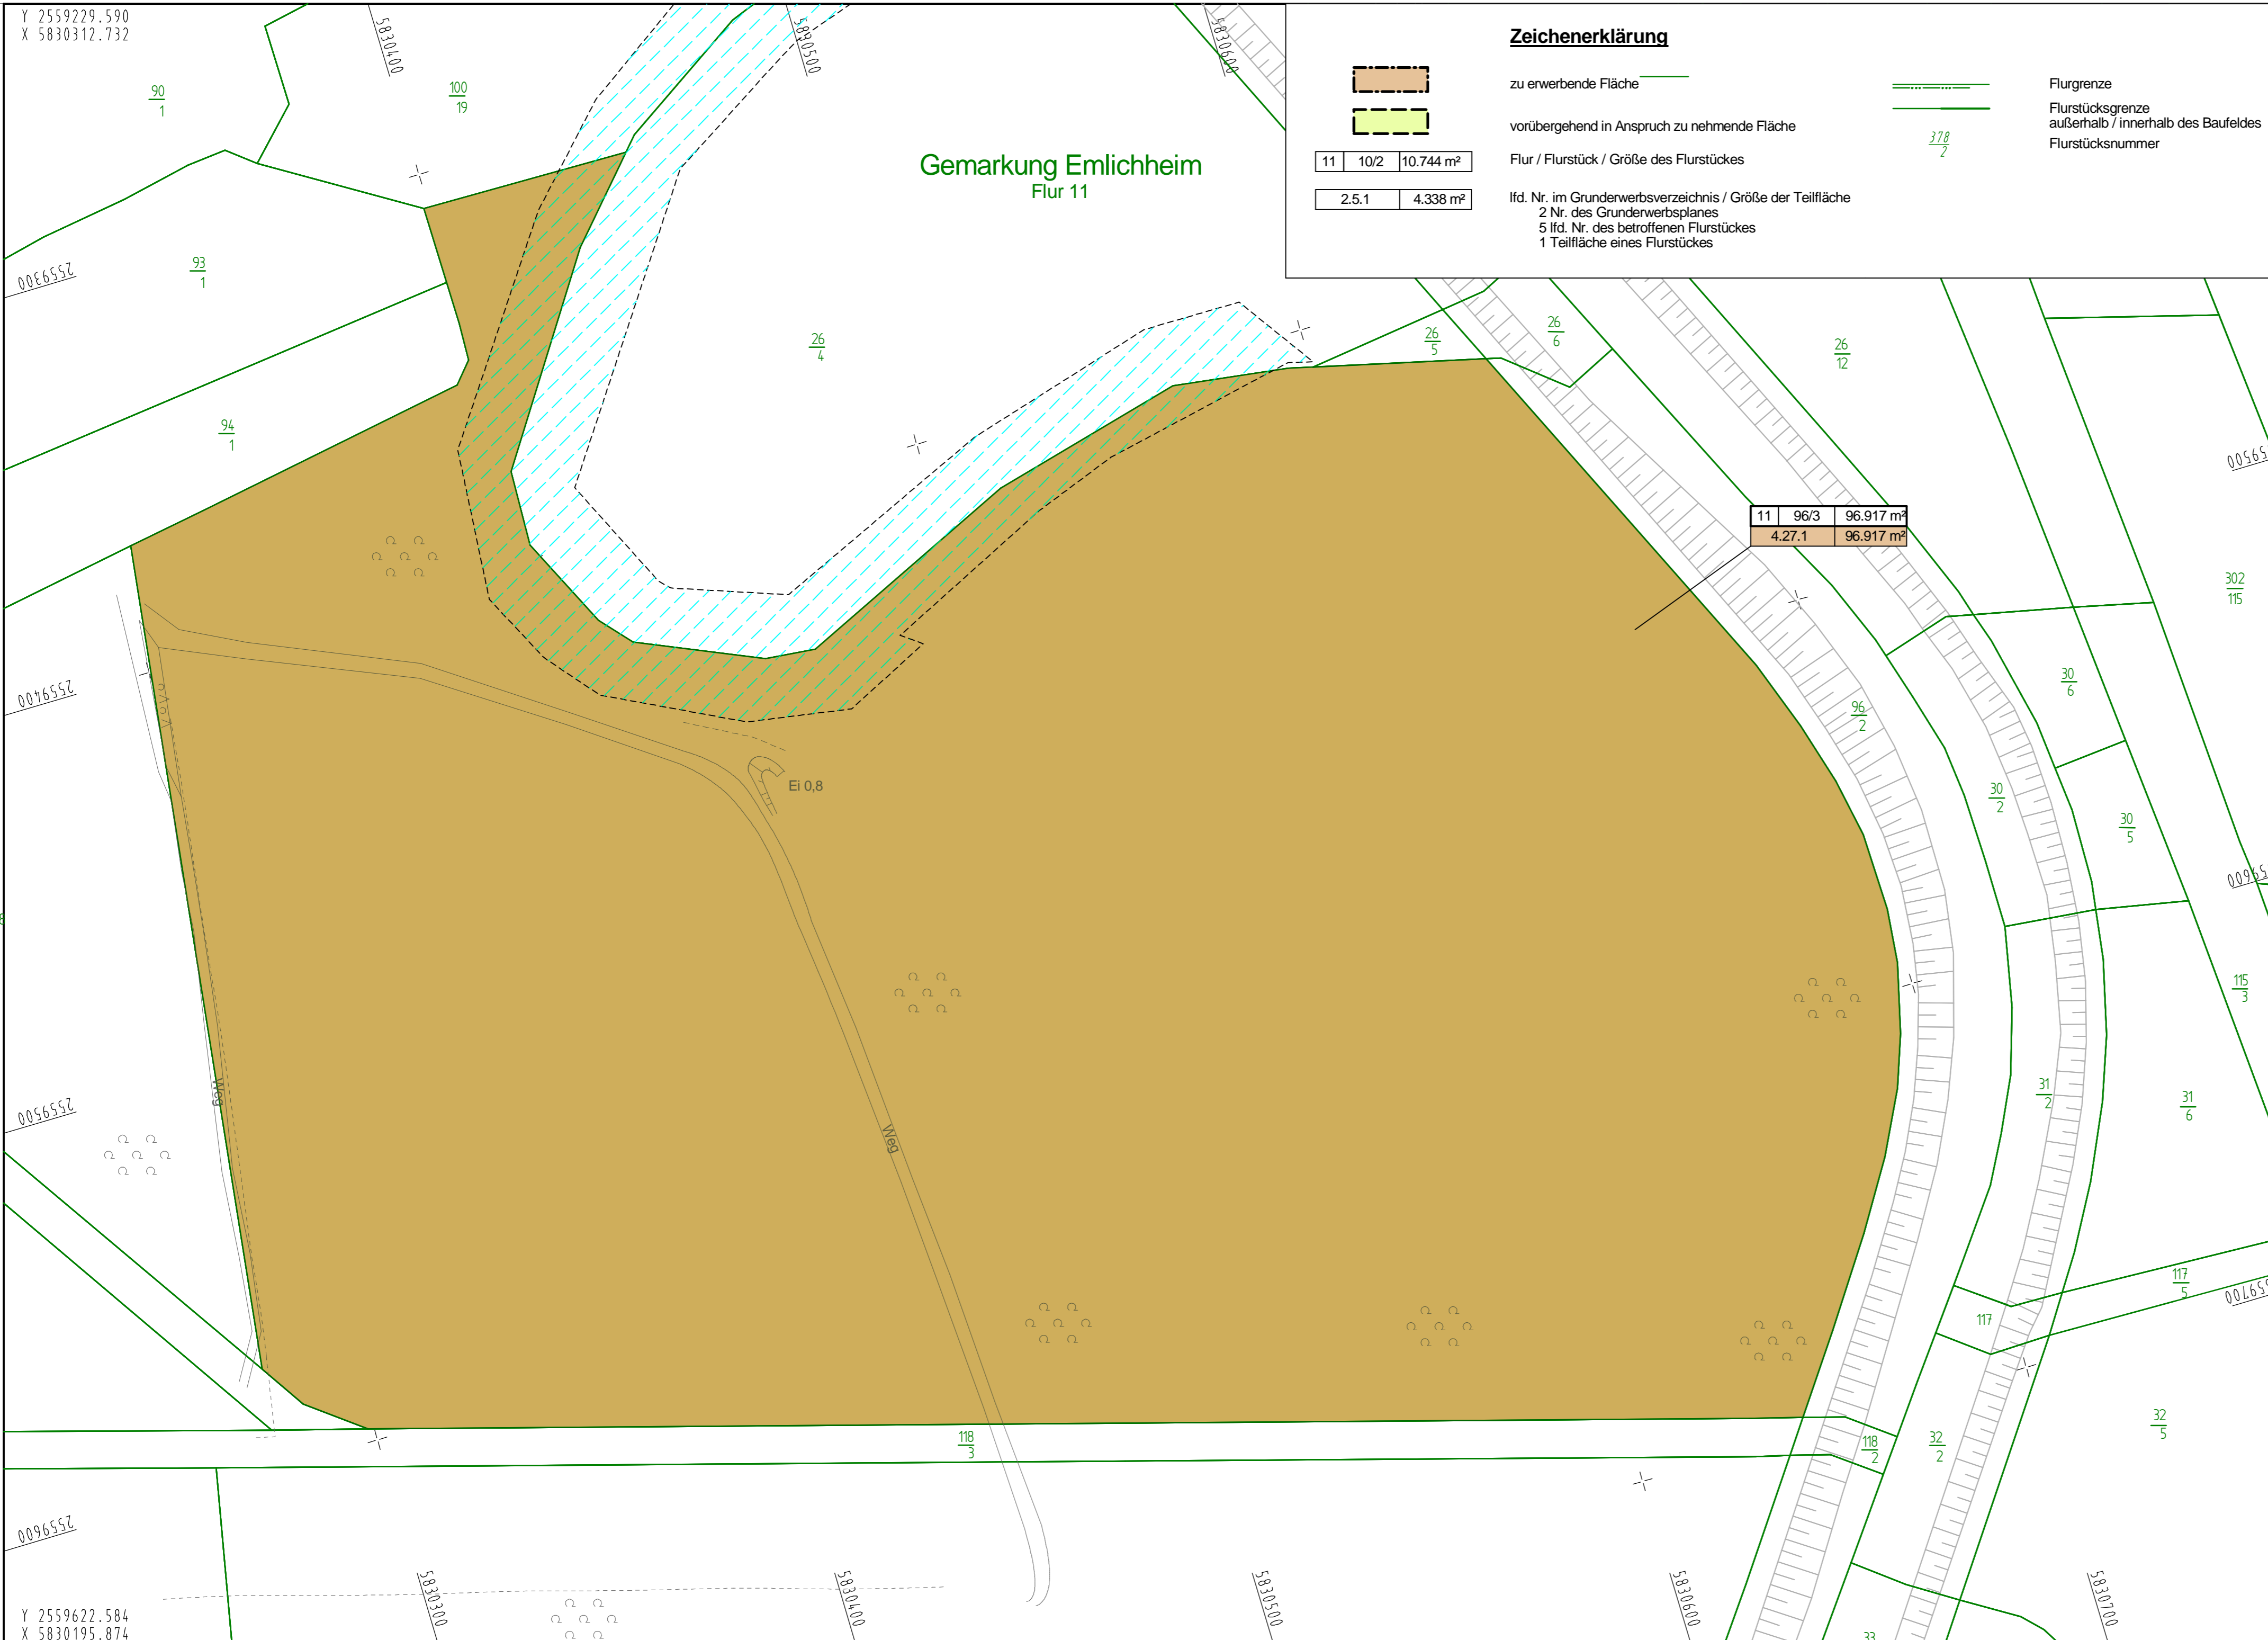 Y 2559229.590
X 5830312.732
5830400
5830500
5830600
Zeichenerklärung
zu erwerbende Fläche
vorübergehend in Anspruch zu nehmende Fläche
11 10/2 10.744 m²
Flur / Flurstück / Größe des Flurstückes
2.5.1 4.338 m²
lfd. Nr. im Grunderwerbsverzeichnis / Größe der Teilfläche
2 Nr. des Grunderwerbsplanes
5 lfd. Nr. des betroffenen Flurstückes
1 Teilfläche eines Flurstückes
Flurgrenze
Flurstücksgrenze
außerhalb / innerhalb des Baufeldes
378
2
Flurstücksnummer
90
1
100
19
Gemarkung Emlichheim
Flur 11
93
1
2559300
26
4
26
5
26
6
26
12
94
1
11 96/3 96.917 m²
4.27.1 96.917 m²
302
115
2559400
30
6
96
2
Ei 0,8
30
2
30
5
115
3
Weg
2559500
Weg
31
2
31
6
117
5
117
118
3
118
2
32
2
32
5
2559600
5830300
5830400
5830500
5830600
5830700
Y 2559622.584
X 5830195.874
33